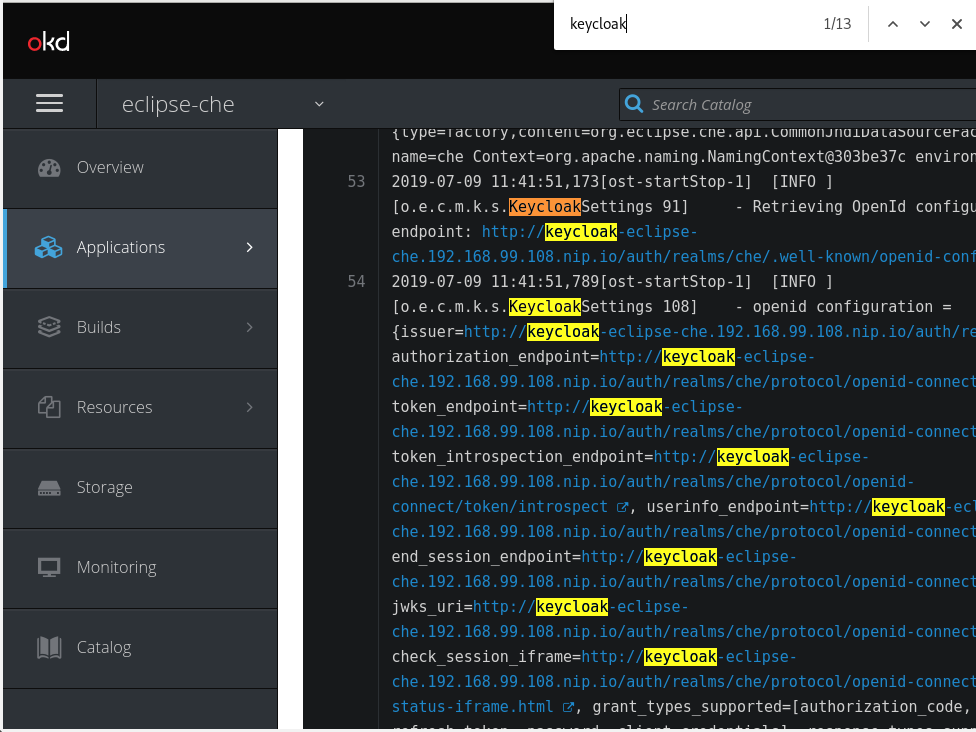 keycloak 1/13
okd
eclipse-che
Search Catalog
Overview
Applications
Builds
Resources
Storage
Monitoring
Catalog
{type=factory,content=org.eclipse.che.api.CommonJndiDataSourceFac
name=che Context=org.apache.naming.NamingContext@303be37c environ
53 2019-07-09 11:41:51,173[ost-startStop-1] [INFO ]
[o.e.c.m.k.s.KeycloakSettings 91] - Retrieving OpenId configu
endpoint: http://keycloak-eclipse-
che.192.168.99.108.nip.io/auth/realms/che/.well-known/openid-conf
54 2019-07-09 11:41:51,789[ost-startStop-1] [INFO ]
[o.e.c.m.k.s.KeycloakSettings 108] - openid configuration =
{issuer=http://keycloak-eclipse-che.192.168.99.108.nip.io/auth/re
authorization_endpoint=http://keycloak-eclipse-
che.192.168.99.108.nip.io/auth/realms/che/protocol/openid-connect
token_endpoint=http://keycloak-eclipse-
che.192.168.99.108.nip.io/auth/realms/che/protocol/openid-connect
token_introspection_endpoint=http://keycloak-eclipse-
che.192.168.99.108.nip.io/auth/realms/che/protocol/openid-
connect/token/introspect , userinfo_endpoint=http://keycloak-ecl
che.192.168.99.108.nip.io/auth/realms/che/protocol/openid-connect
end_session_endpoint=http://keycloak-eclipse-
che.192.168.99.108.nip.io/auth/realms/che/protocol/openid-connect
jwks_uri=http://keycloak-eclipse-
che.192.168.99.108.nip.io/auth/realms/che/protocol/openid-connect
check_session_iframe=http://keycloak-eclipse-
che.192.168.99.108.nip.io/auth/realms/che/protocol/openid-connect
status-iframe.html , grant_types_supported=[authorization_code,